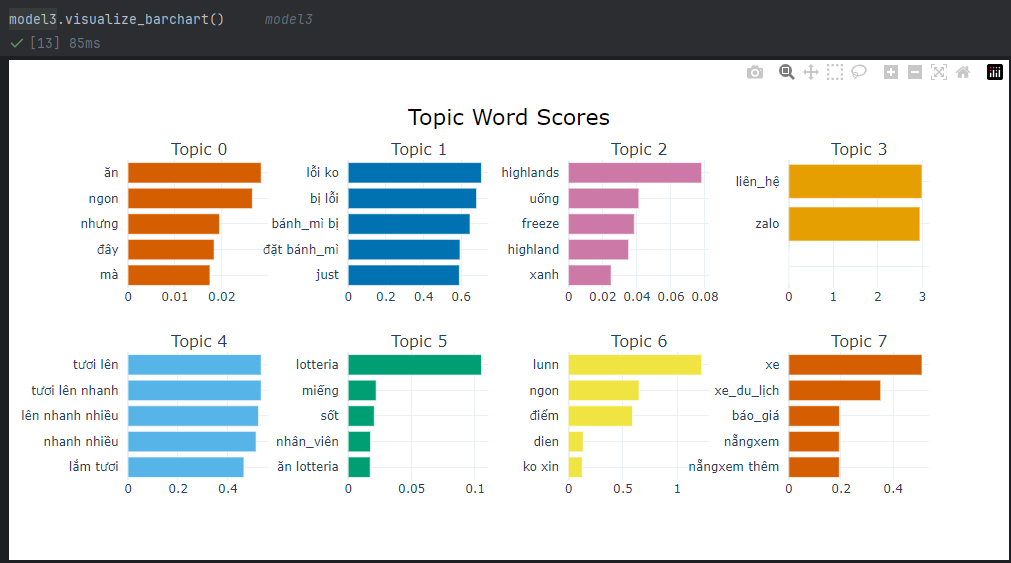 model3.visualize_barchart() model3
[13] 85ms
Topic Word Scores
Topic 0
ăn
ngon
nhưng
đây
mà
0 0.01 0.02
Topic 1
lỗi ko
bị lỗi
bánh_mì bị
đặt bánh_mì
just
0 0.2 0.4 0.6
Topic 2
highlands
uống
freeze
highland
xanh
0 0.02 0.04 0.06 0.08
Topic 3
liên_hệ
zalo
0 1 2 3
Topic 4
tươi lên
tươi lên nhanh
lên nhanh nhiều
nhanh nhiều
lắm tươi
0 0.2 0.4
Topic 5
lotteria
miếng
sốt
nhân_viên
ăn lotteria
0 0.05 0.1
Topic 6
lunn
ngon
điểm
dien
ko xin
0 0.5 1
Topic 7
xe
xe_du_lịch
báo_giá
nẵngxem
nẵngxem thêm
0 0.2 0.4